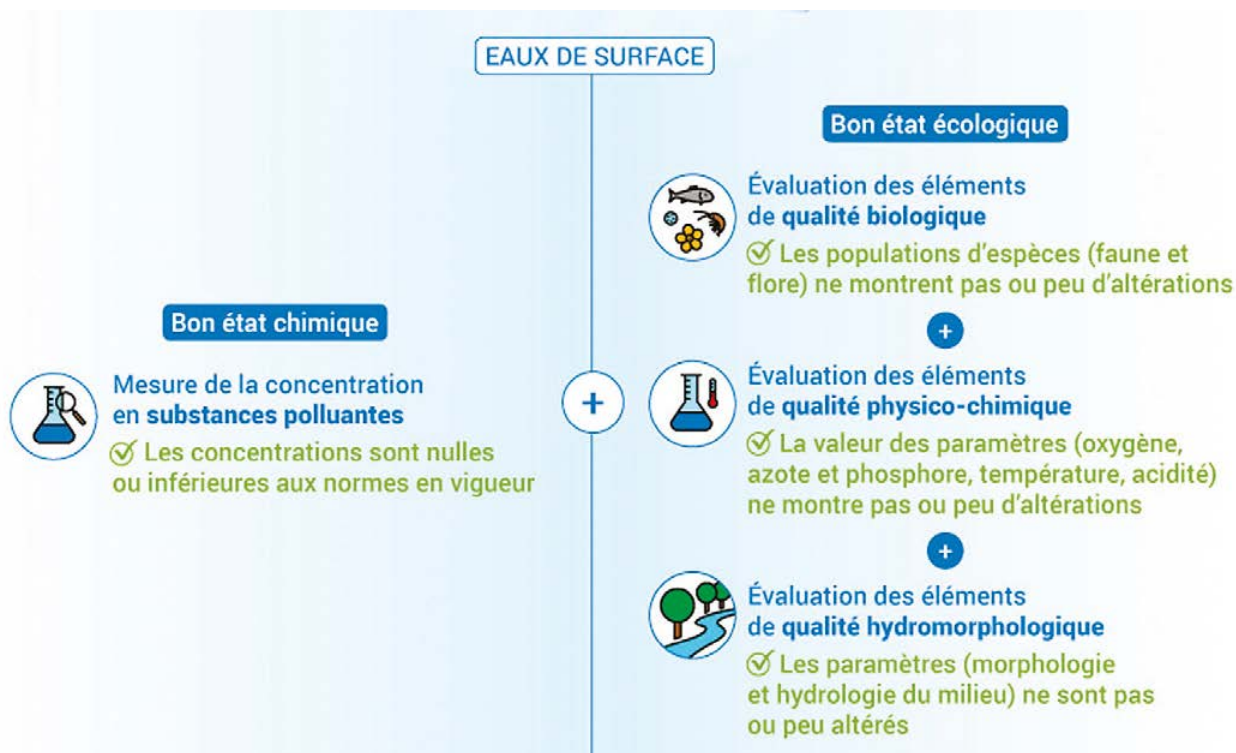 EAUX DE SURFACE
Bon état chimique
Mesure de la concentration
en substances polluantes
Les concentrations sont nulles
ou inférieures aux normes en vigueur
+
Bon état écologique
Évaluation des éléments
de qualité biologique
Les populations d'espèces (faune et
flore) ne montrent pas ou peu d'altérations
+
Évaluation des éléments
de qualité physico-chimique
La valeur des paramètres (oxygène,
azote et phosphore, température, acidité)
ne montre pas ou peu d'altérations
+
Évaluation des éléments
de qualité hydromorphologique
Les paramètres (morphologie
et hydrologie du milieu) ne sont pas
ou peu altérés